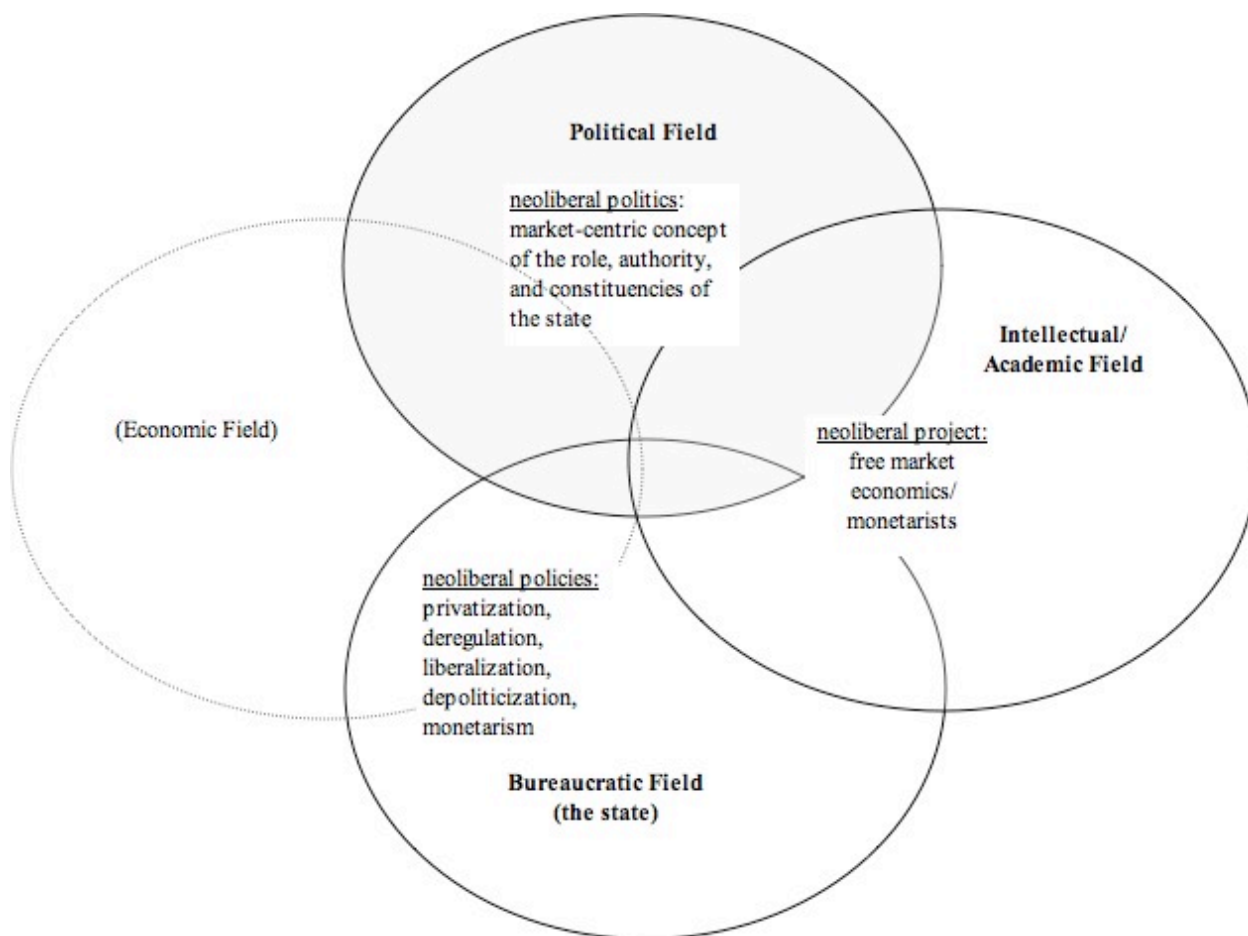 Political Field
neoliberal politics:
market-centric concept
of the role, authority,
and constituencies of
the state
Intellectual/
Academic Field
(Economic Field)
neoliberal project:
free market
economics/
monetarists
neoliberal policies:
privatization,
deregulation,
liberalization,
depoliticization,
monetarism
Bureaucratic Field
(the state)